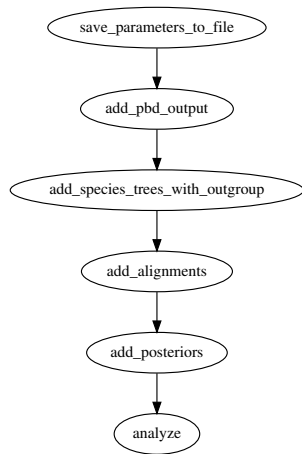 save_parameters_to_file
add_pbd_output
add_species_trees_with_outgroup
add_alignments
add_posteriors
analyze